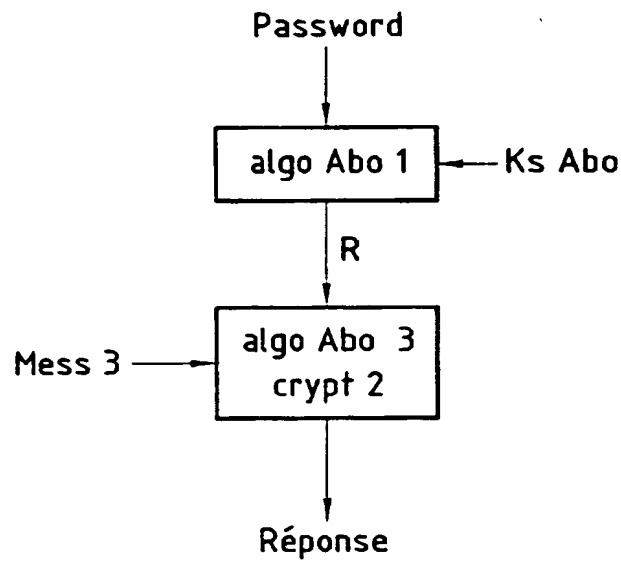 Password
algo Abo 1
Ks Abo
R
Mess 3
algo Abo 3
crypt 2
Réponse